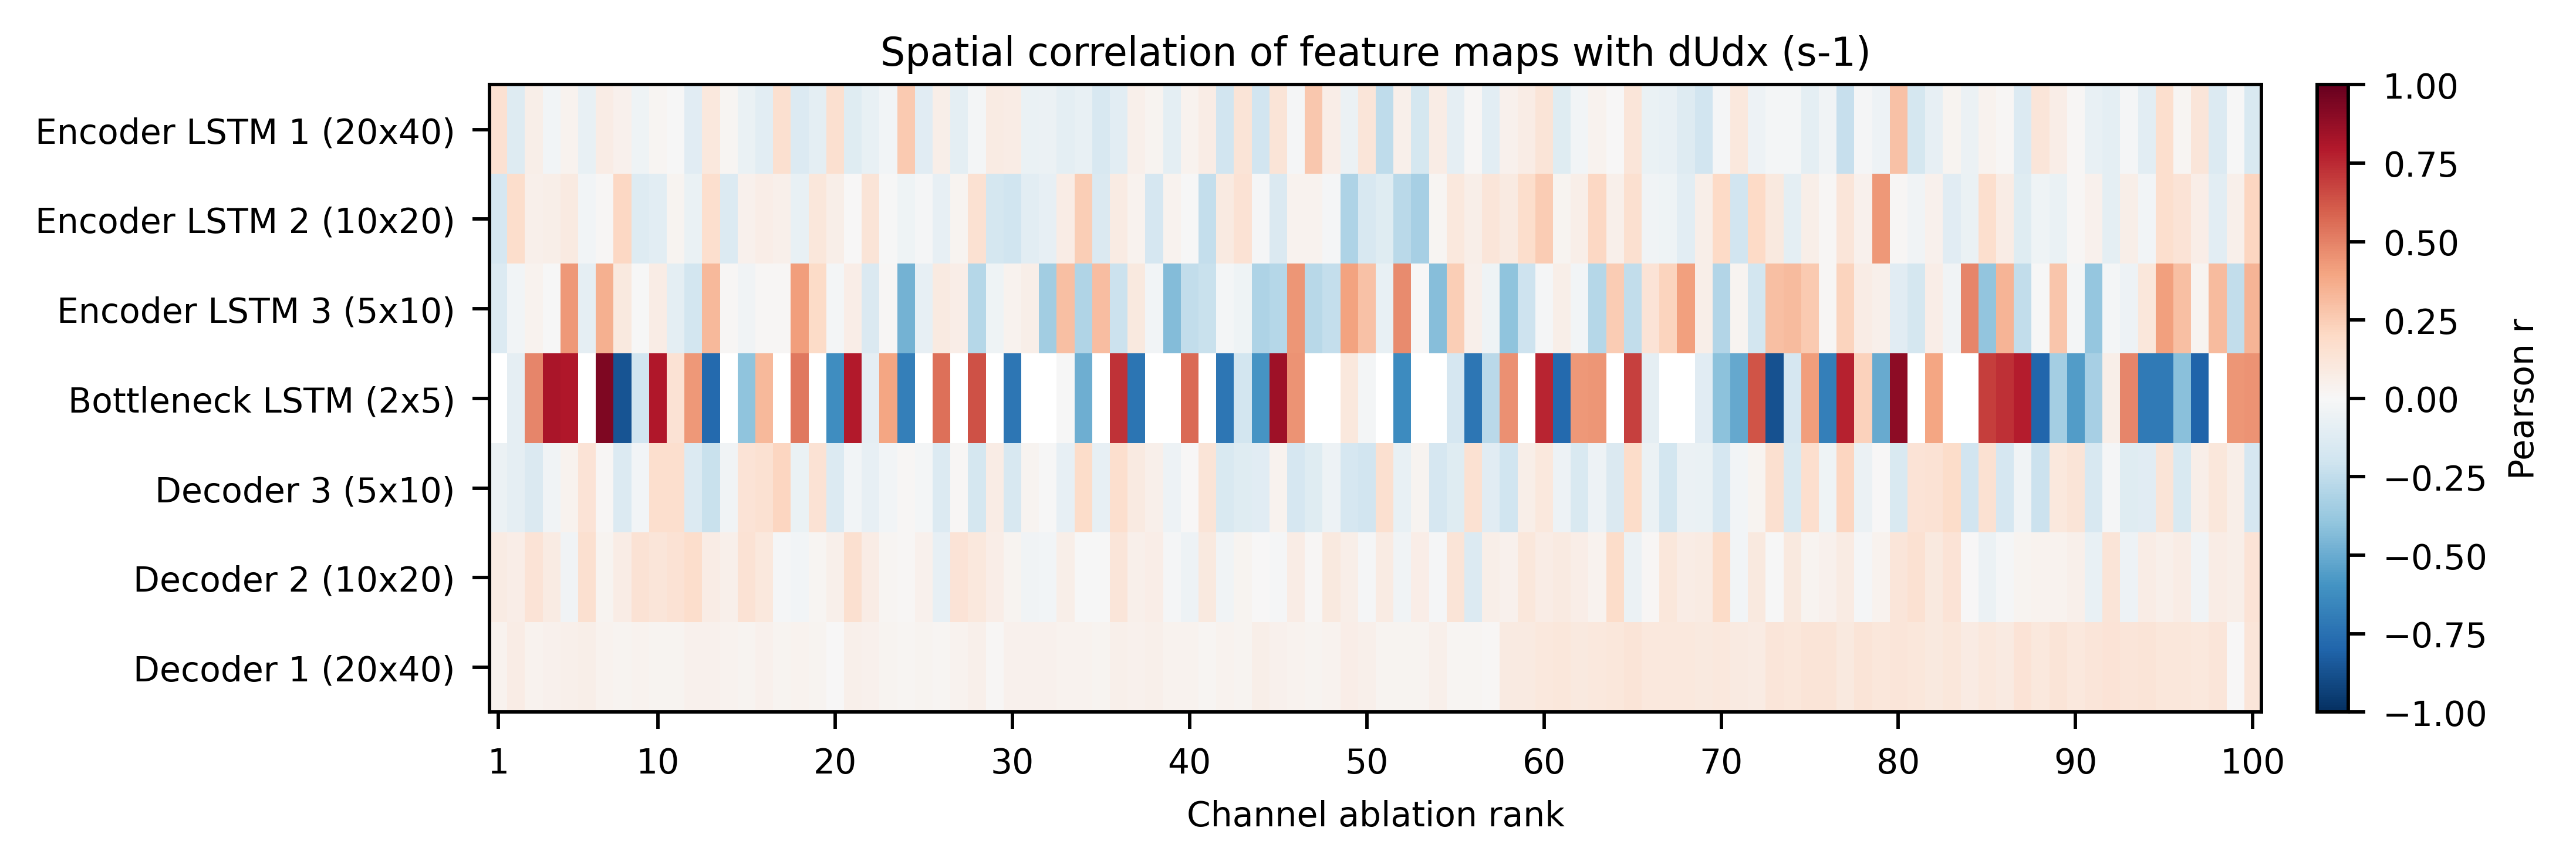 Spatial correlation of feature maps with dUdx (s-1)
Encoder LSTM 1 (20x40)
Encoder LSTM 2 (10x20)
Encoder LSTM 3 (5x10)
Bottleneck LSTM (2x5)
Decoder 3 (5x10)
Decoder 2 (10x20)
Decoder 1 (20x40)
1 10 20 30 40 50 60 70 80 90 100
Channel ablation rank
1.00
0.75
0.50
0.25
0.00
−0.25
−0.50
−0.75
−1.00
Pearson r